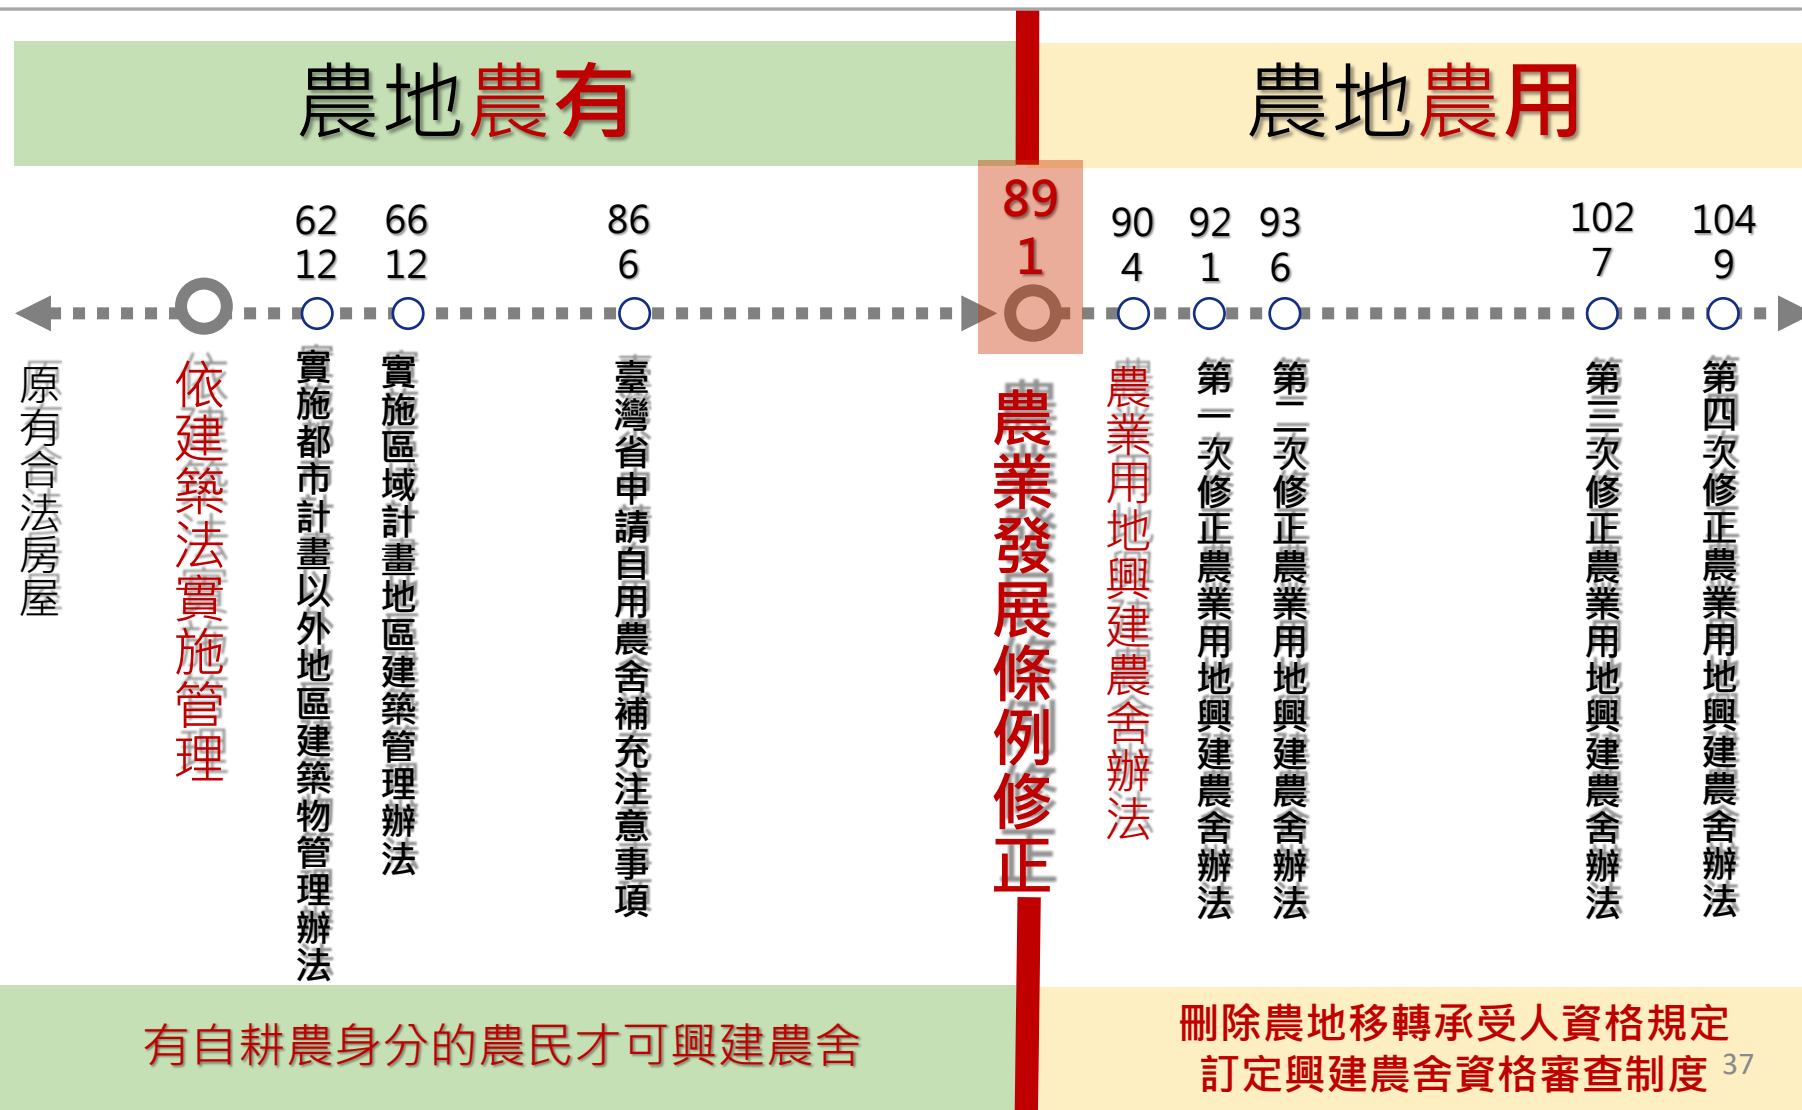 農地農有
農地農用
62
12
66
12
86
6
89
1
90
4
92
1
93
6
102
7
104
9
原有合法房屋
依建築法實施管理
實施都市計畫以外地區建築物管理辦法
實施區域計畫地區建築管理辦法
臺灣省申請自用農舍補充注意事項
農業發展條例修正
農業用地興建農舍辦法
第一次修正農業用地興建農舍辦法
第二次修正農業用地興建農舍辦法
第三次修正農業用地興建農舍辦法
第四次修正農業用地興建農舍辦法
有自耕農身分的農民才可興建農舍
刪除農地移轉承受人資格規定
訂定興建農舍資格審查制度
37